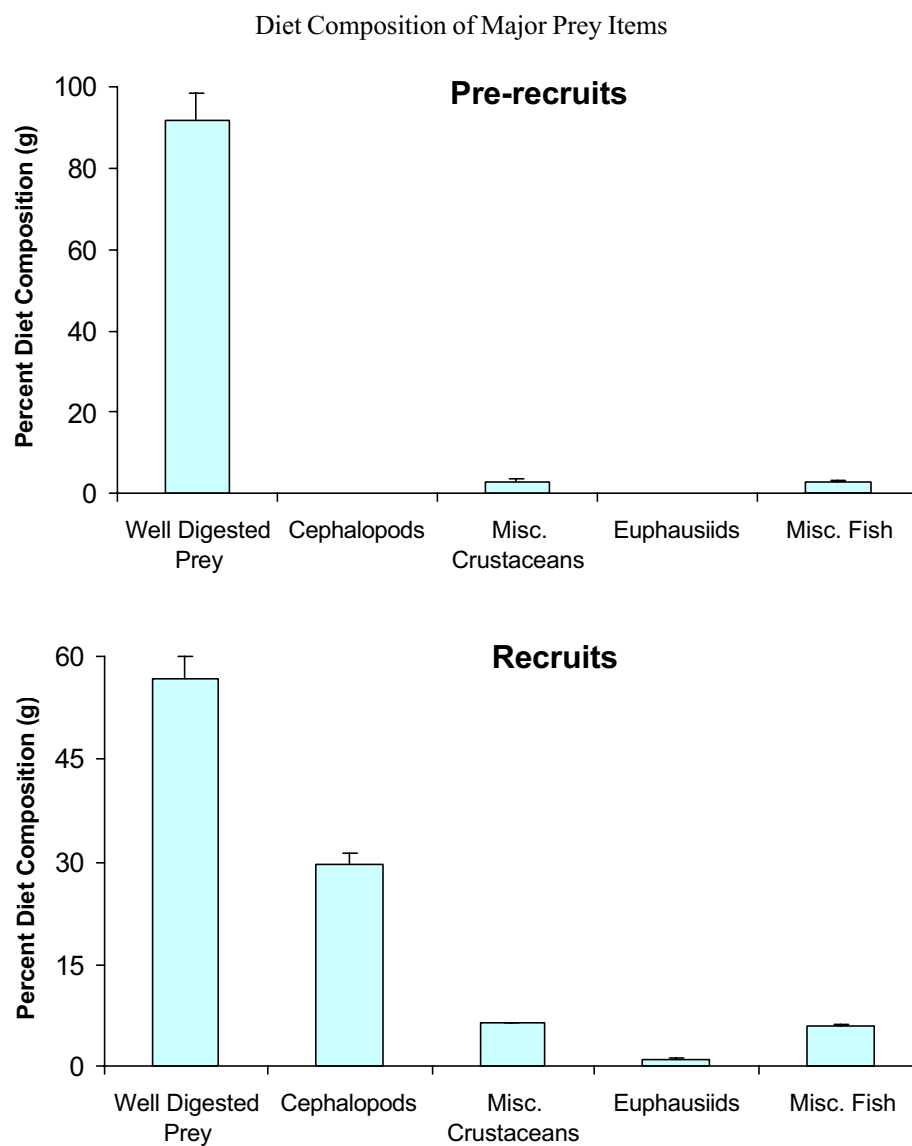 Diet Composition of Major Prey Items
Pre-recruits
Percent Diet Composition (g)
100
80
60
40
20
0
Well Digested Prey
Cephalopods
Misc. Crustaceans
Euphausiids
Misc. Fish
Recruits
Percent Diet Composition (g)
60
45
30
15
0
Well Digested Prey
Cephalopods
Misc. Crustaceans
Euphausiids
Misc. Fish